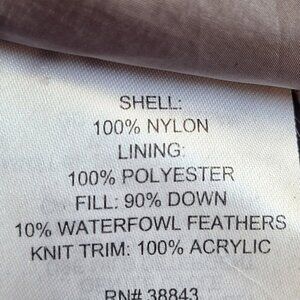 SHELL:
100% NYLON
LINING:
100% POLYESTER
FILL: 90% DOWN
10% WATERFOWL FEATHERS
KNIT TRIM: 100% ACRYLIC
RN# 38843